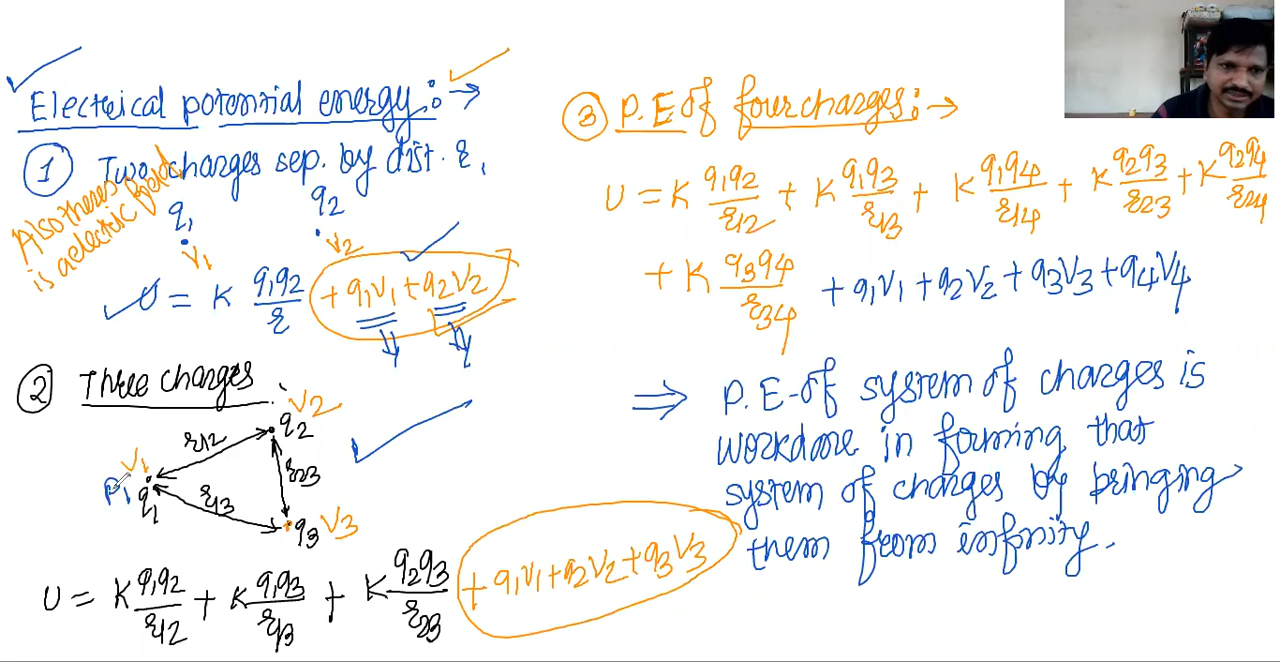 Electrical potential energy :→
① Two charges sep. by dist. r,
Also theres
is a electric field
q1 q2
V1 V2
U = K q1q2/r + q1V1 + q2V2
② Three charges
V2
q2
r12
V1
P1
q1
r23
r13
q3 V3
U = K q1q2/r12 + K q1q3/r13 + K q2q3/r23 + q1V1 + q2V2 + q3V3
③ P.E of four charges :→
U = K q1q2/r12 + K q1q3/r13 + K q1q4/r14 + K q2q3/r23 + K q2q4/r24
+ K q3q4/r34 + q1V1 + q2V2 + q3V3 + q4V4
⇒ P.E - of system of charges is
workdone in forming that
system of charges by bringing
them from infinity.